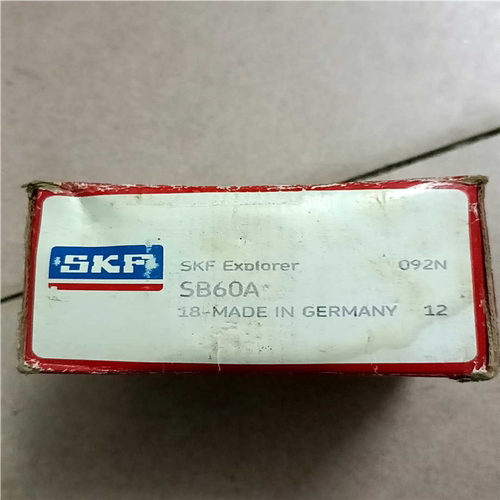 SKF
SKF Explorer 092N
SB60A
18-MADE IN GERMANY 12